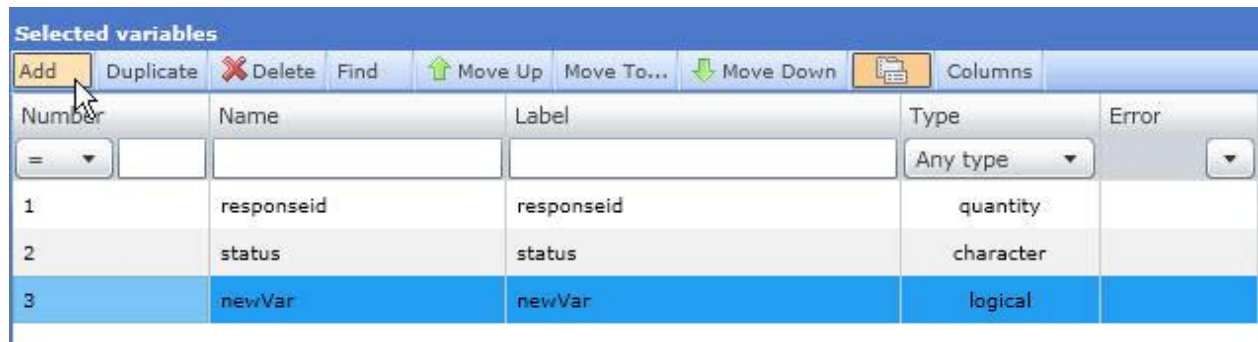 Selected variables
Add Duplicate Delete Find Move Up Move To... Move Down Columns
Number Name Label Type Error
= Any type
1 responseid responseid quantity
2 status status character
3 newVar newVar logical